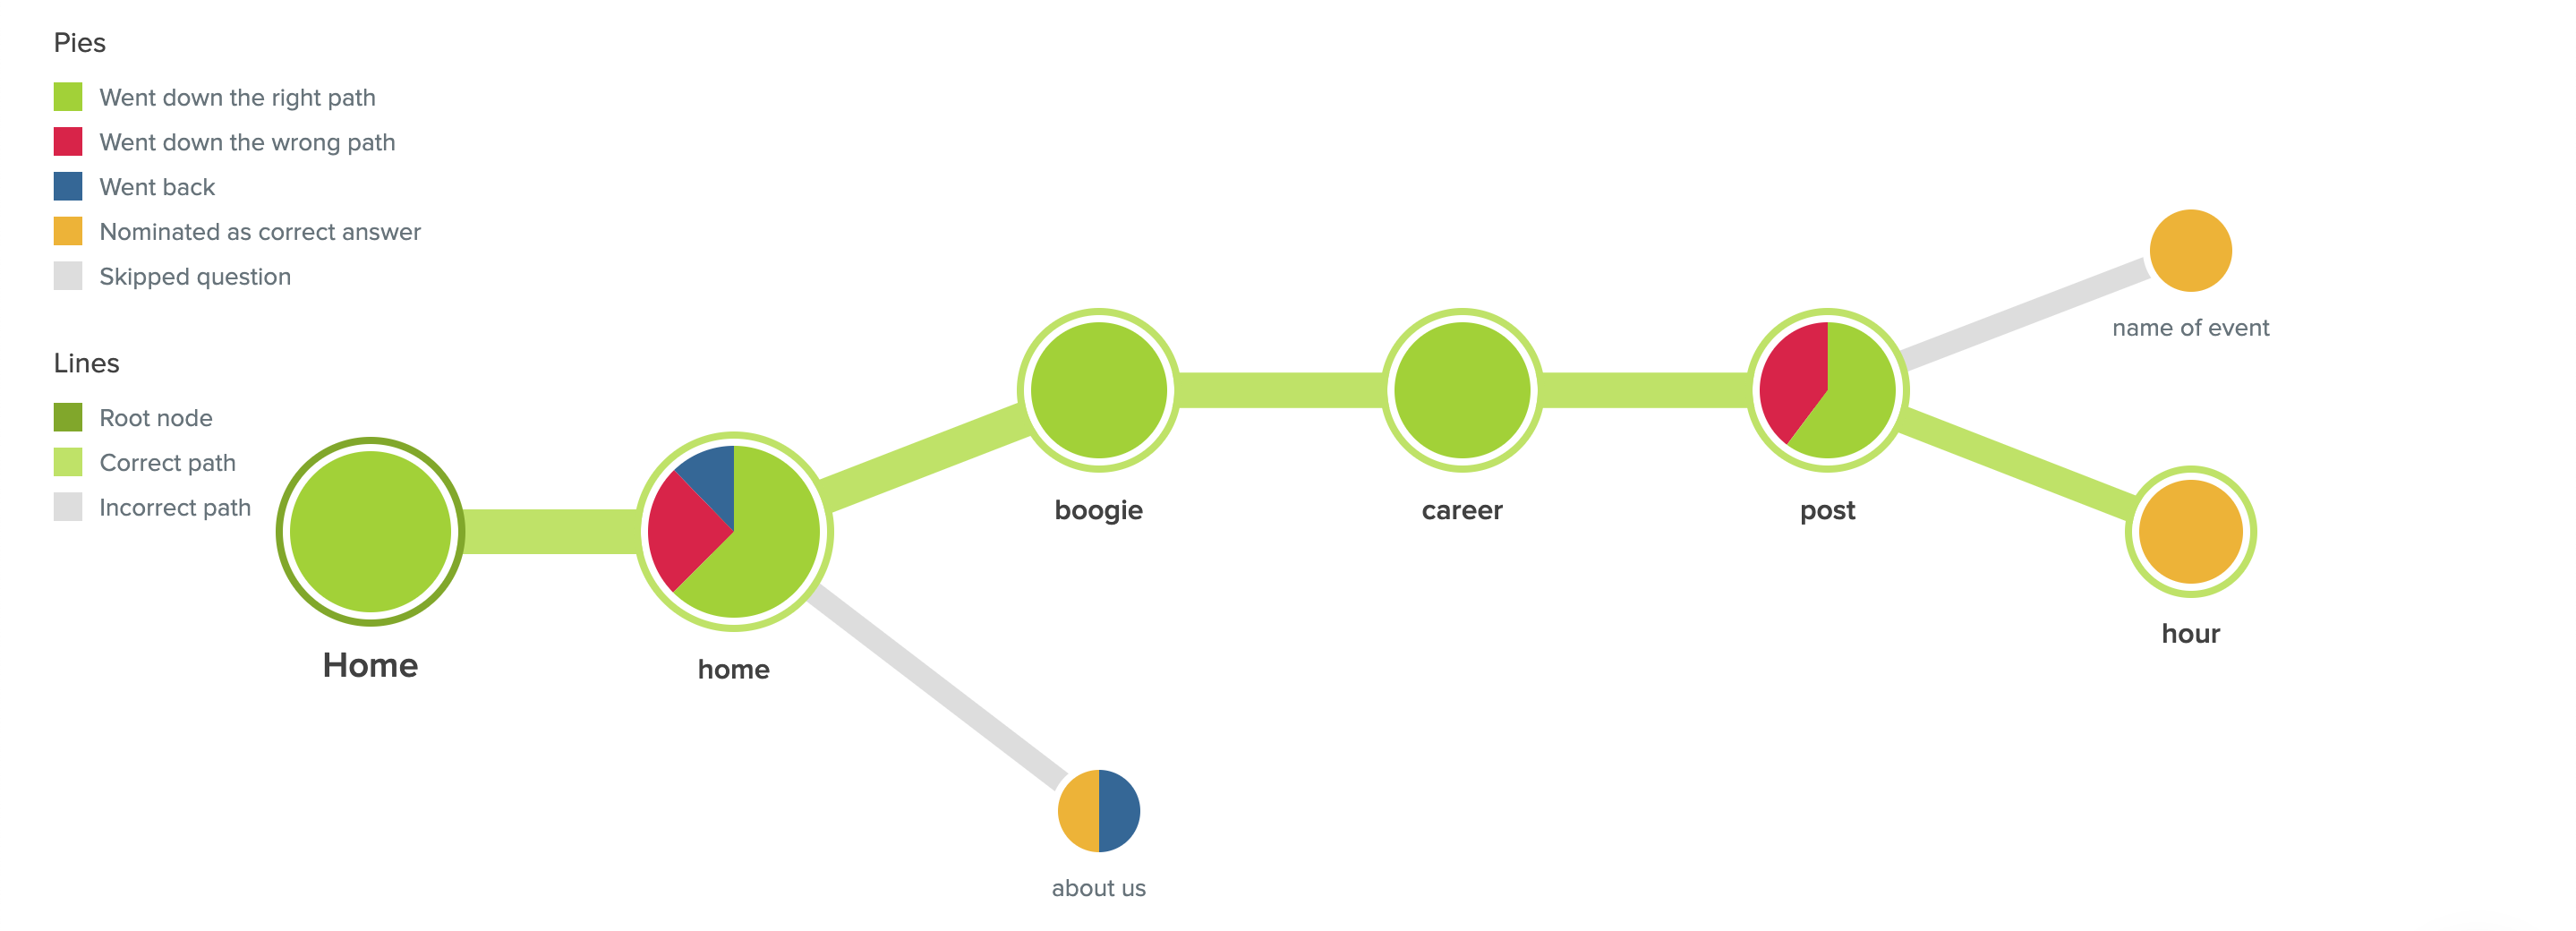 Pies
Went down the right path
Went down the wrong path
Went back
Nominated as correct answer
Skipped question
Lines
Root node
Correct path
Incorrect path
Home
home
boogie
career
post
name of event
hour
about us